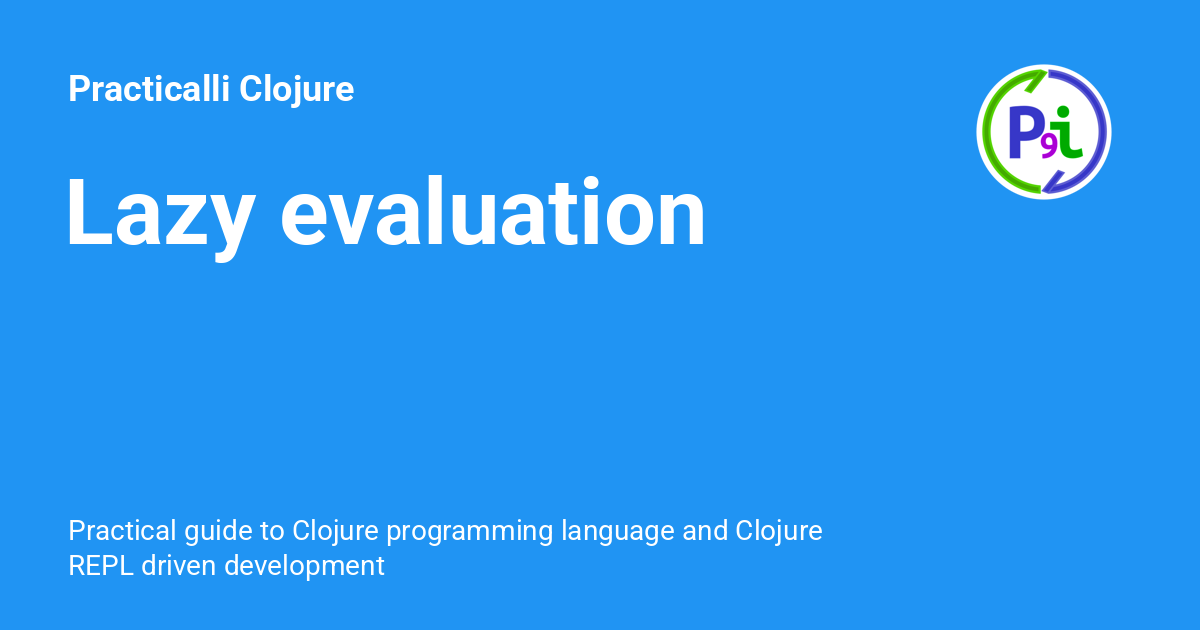 Practicalli Clojure
P9i
Lazy evaluation
Practical guide to Clojure programming language and Clojure
REPL driven development